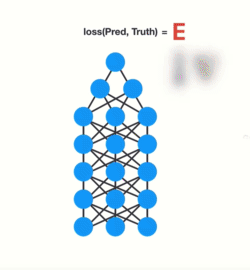 loss(Pred, Truth) = E